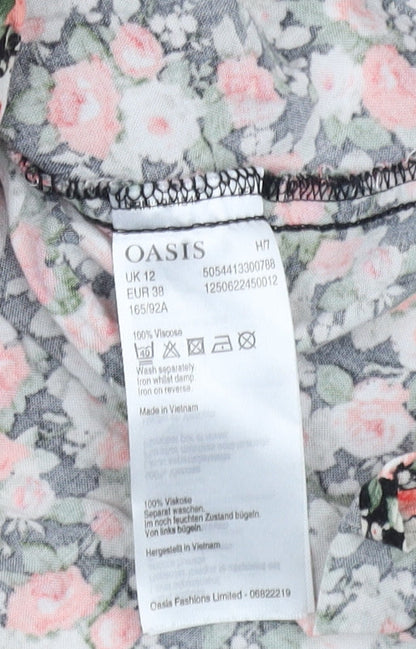 OASIS H/7
UK 12 5054413300788
EUR 38 1250622450012
165/92A
100% Viscose
40
Wash separately
Iron whilst damp
Iron on reverse.
Made in Vietnam
100% Viskose
Separat waschen.
Im noch feuchten Zustand bügeln.
Von links bügeln.
Hergestellt in Vietnam
Oasis Fashions Limited - 06822219